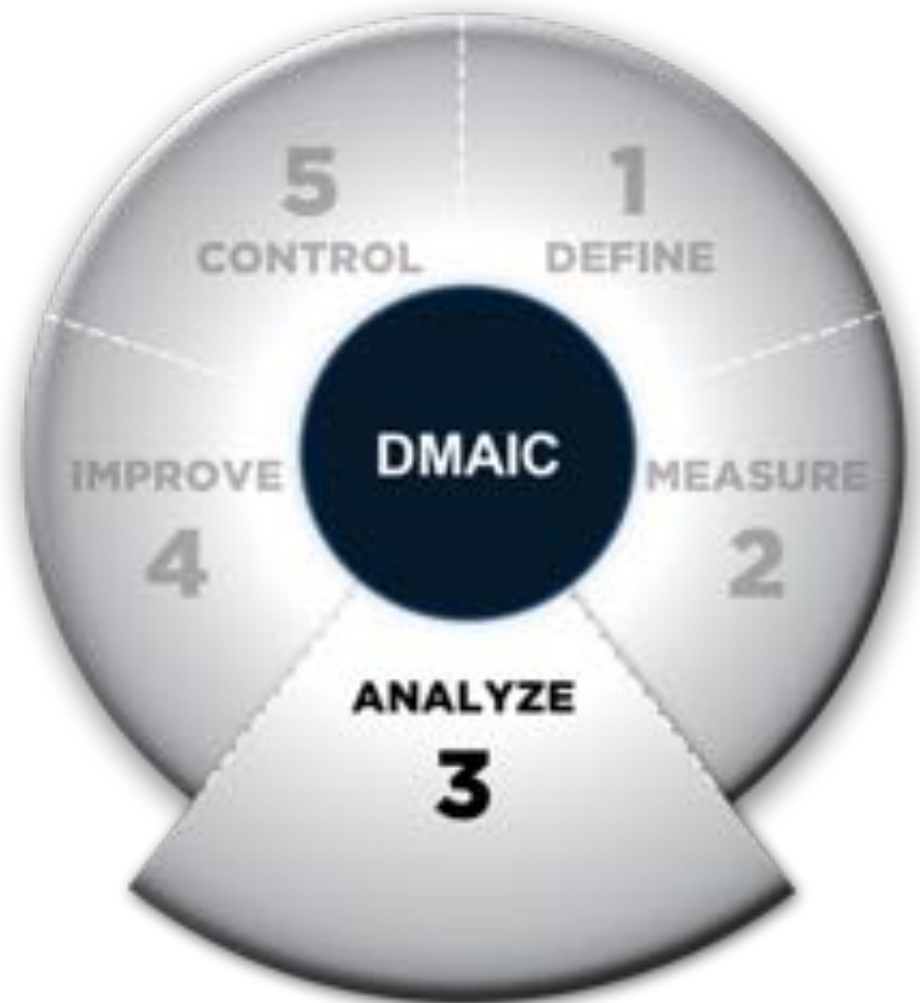 5
CONTROL
1
DEFINE
DMAIC
IMPROVE
4
MEASURE
2
ANALYZE
3